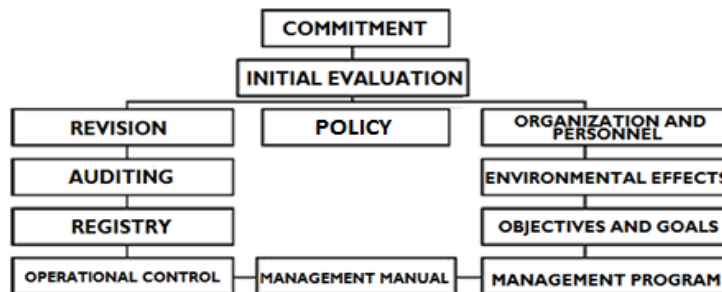 COMMITMENT
INITIAL EVALUATION
REVISION
POLICY
ORGANIZATION AND
PERSONNEL
AUDITING
ENVIRONMENTAL EFFECTS
REGISTRY
OBJECTIVES AND GOALS
OPERATIONAL CONTROL
MANAGEMENT MANUAL
MANAGEMENT PROGRAM